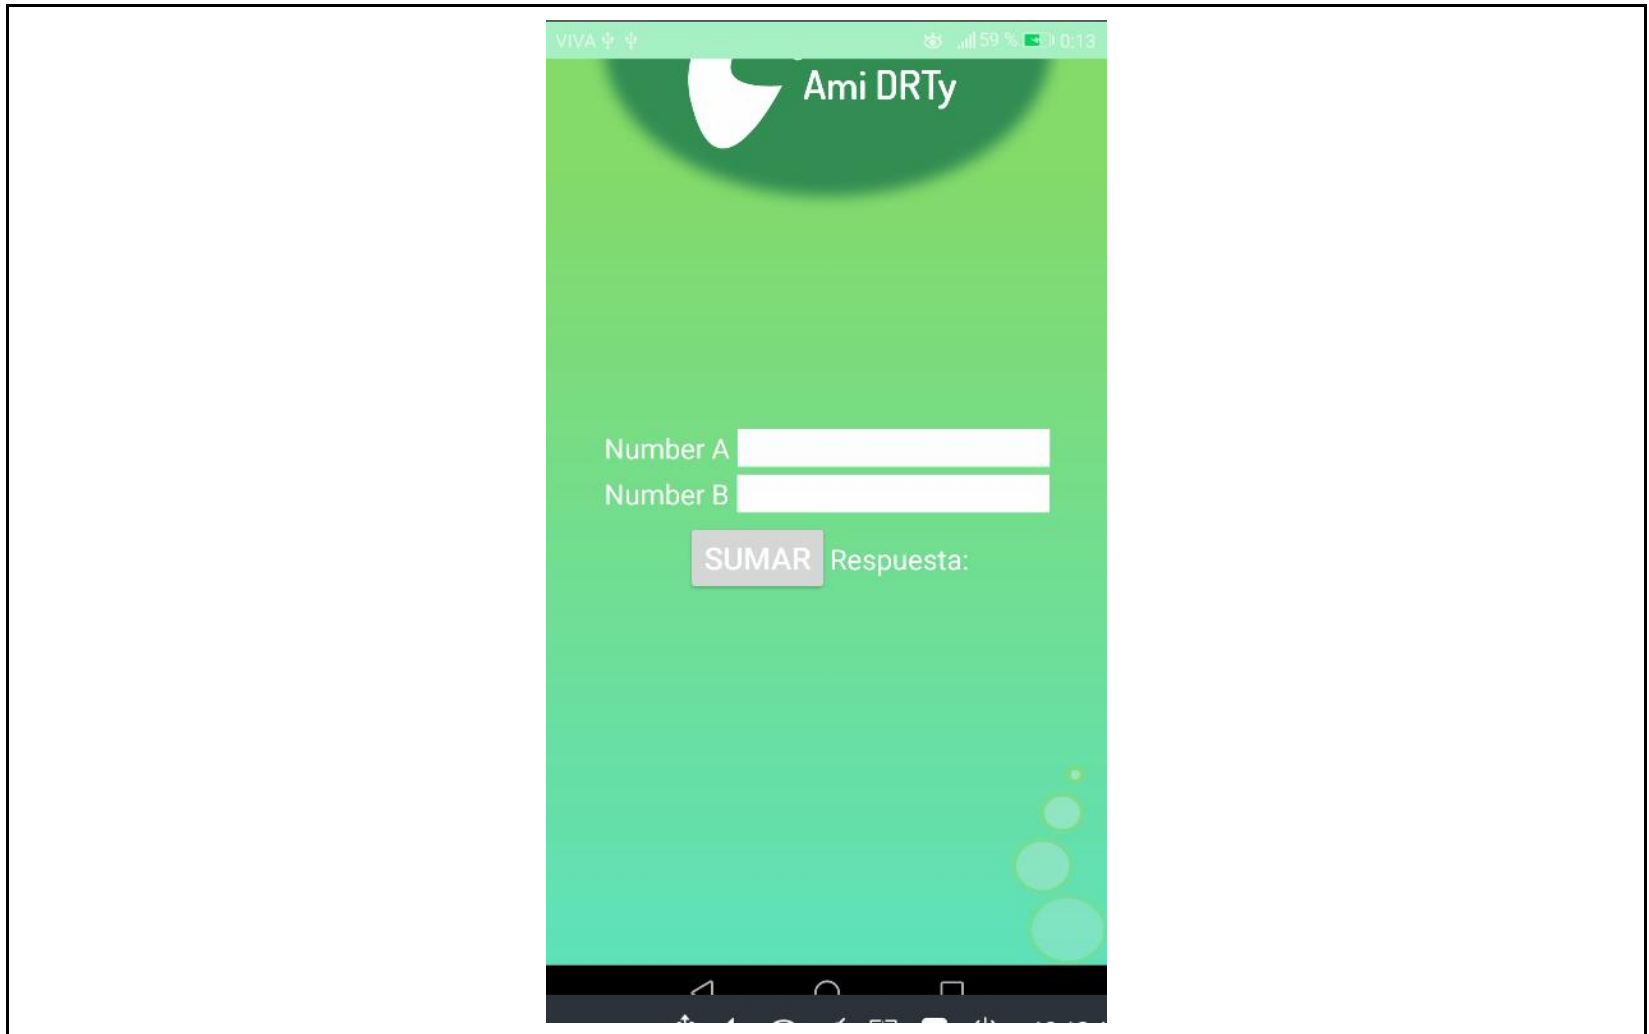 VIVA 59 % 0:13
Ami DRTy
Number A
Number B
SUMAR Respuesta: